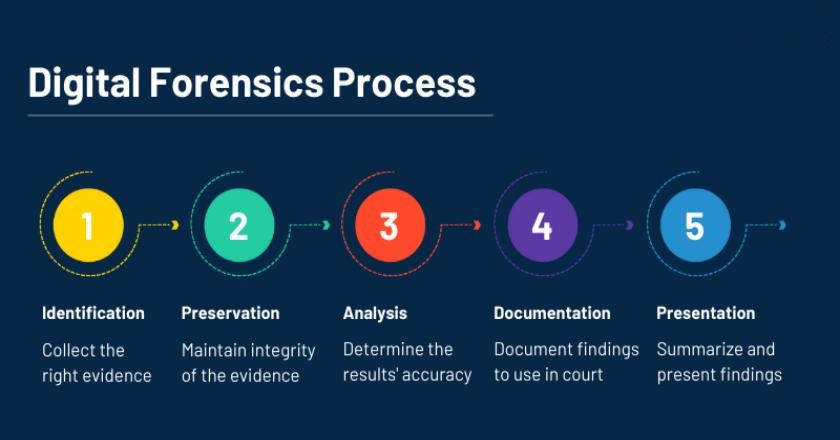 Digital Forensics Process
1
2
3
4
5
Identification
Collect the
right evidence
Preservation
Maintain integrity
of the evidence
Analysis
Determine the
results' accuracy
Documentation
Document findings
to use in court
Presentation
Summarize and
present findings